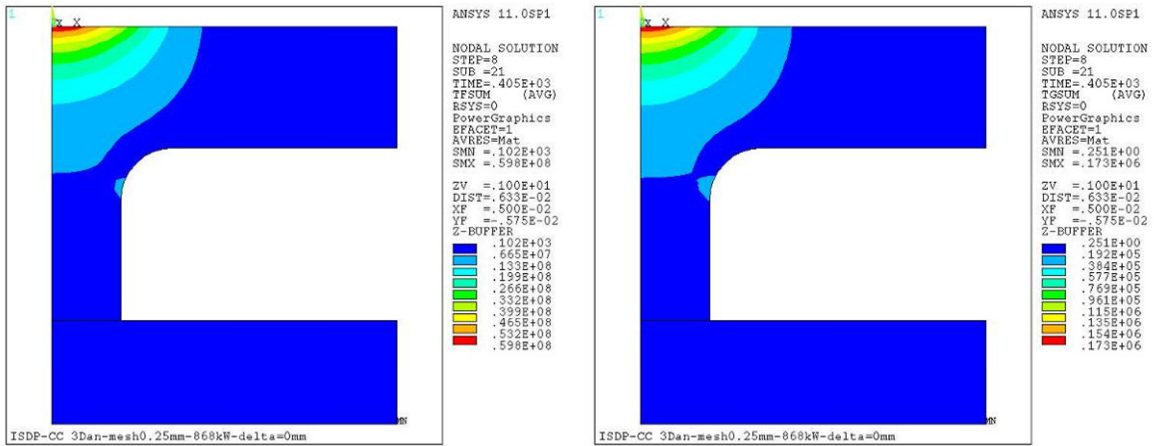 1
X X
ANSYS 11.0SP1
NODAL SOLUTION
STEP=8
SUB =21
TIME=.405E+03
TFSUM (AVG)
RSYS=0
PowerGraphics
EFACET=1
AVRES=Mat
SMN =.102E+03
SMX =.598E+08
ZV =.100E+01
DIST=.633E-02
XF =.500E-02
YF =-.575E-02
Z-BUFFER
.102E+03
.665E+07
.133E+08
.199E+08
.266E+08
.332E+08
.399E+08
.465E+08
.532E+08
.598E+08
MN
ISDP-CC 3Dan-mesh0.25mm-868kW-delta=0mm
1
X X
ANSYS 11.0SP1
NODAL SOLUTION
STEP=8
SUB =21
TIME=.405E+03
TGSUM (AVG)
RSYS=0
PowerGraphics
EFACET=1
AVRES=Mat
SMN =.251E+00
SMX =.173E+06
ZV =.100E+01
DIST=.633E-02
XF =.500E-02
YF =-.575E-02
Z-BUFFER
.251E+00
.192E+05
.384E+05
.577E+05
.769E+05
.961E+05
.115E+06
.135E+06
.154E+06
.173E+06
MN
ISDP-CC 3Dan-mesh0.25mm-868kW-delta=0mm